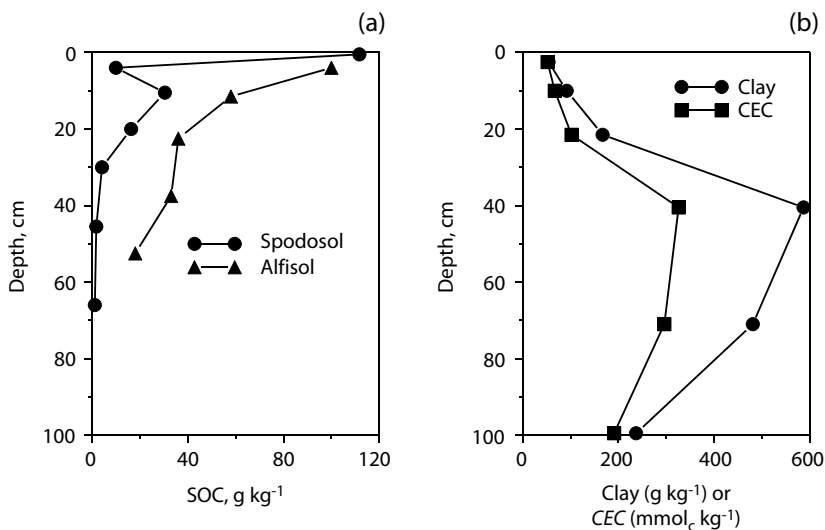 (a)
0
20
40
60
80
100
Depth, cm
Spodosol
Alfisol
0 40 80 120
SOC, g kg⁻¹
(b)
0
20
40
60
80
100
Depth, cm
Clay
CEC
0 200 400 600
Clay (g kg⁻¹) or
CEC (mmol꜀ kg⁻¹)